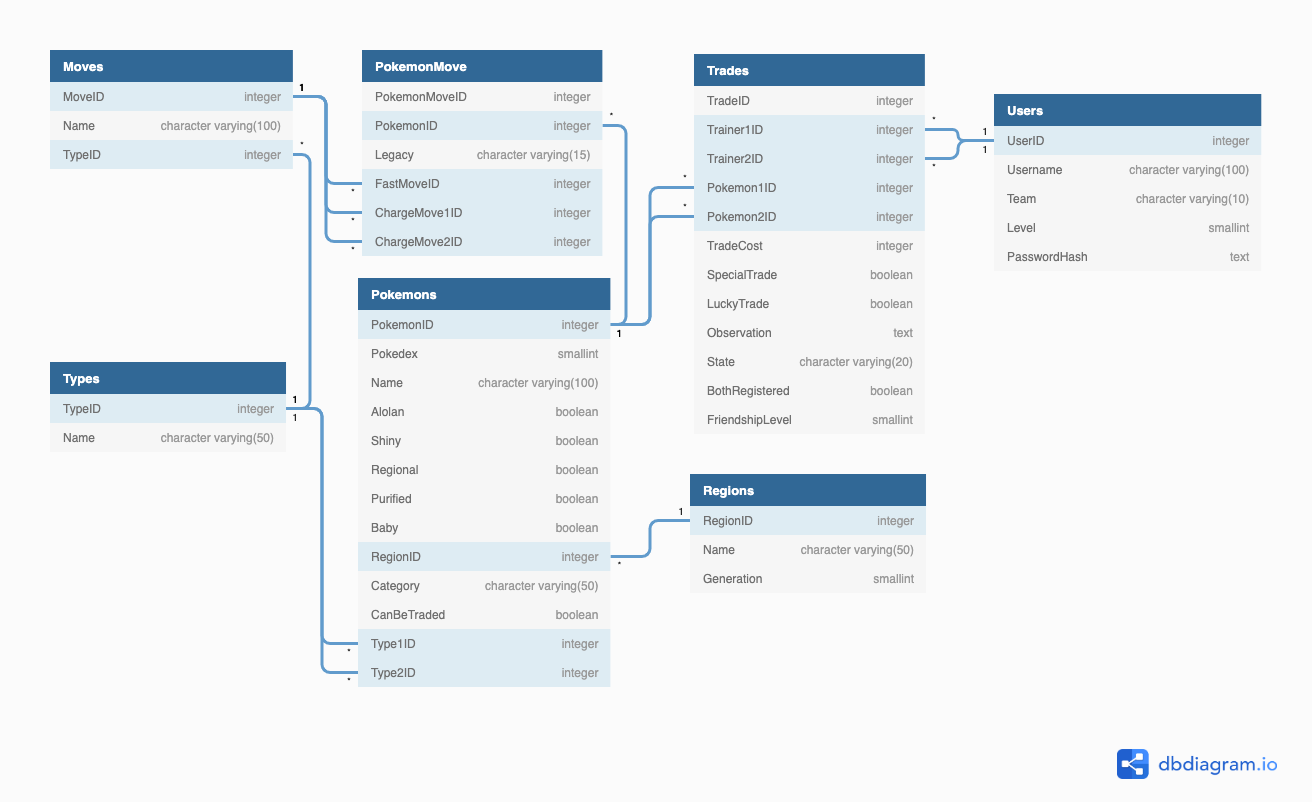 Moves
MoveID integer
Name character varying(100)
TypeID integer
1
*
PokemonMove
PokemonMoveID integer
PokemonID integer
Legacy character varying(15)
FastMoveID integer
ChargeMove1ID integer
ChargeMove2ID integer
*
*
*
*
Trades
TradeID integer
Trainer1ID integer
Trainer2ID integer
Pokemon1ID integer
Pokemon2ID integer
TradeCost integer
SpecialTrade boolean
LuckyTrade boolean
Observation text
State character varying(20)
BothRegistered boolean
FriendshipLevel smallint
*
*
*
*
Users
UserID integer
Username character varying(100)
Team character varying(10)
Level smallint
PasswordHash text
1
1
Pokemons
PokemonID integer
Pokedex smallint
Name character varying(100)
Alolan boolean
Shiny boolean
Regional boolean
Purified boolean
Baby boolean
RegionID integer
Category character varying(50)
CanBeTraded boolean
Type1ID integer
Type2ID integer
1
*
*
*
Types
TypeID integer
Name character varying(50)
1
1
Regions
RegionID integer
Name character varying(50)
Generation smallint
1
dbdiagram.io